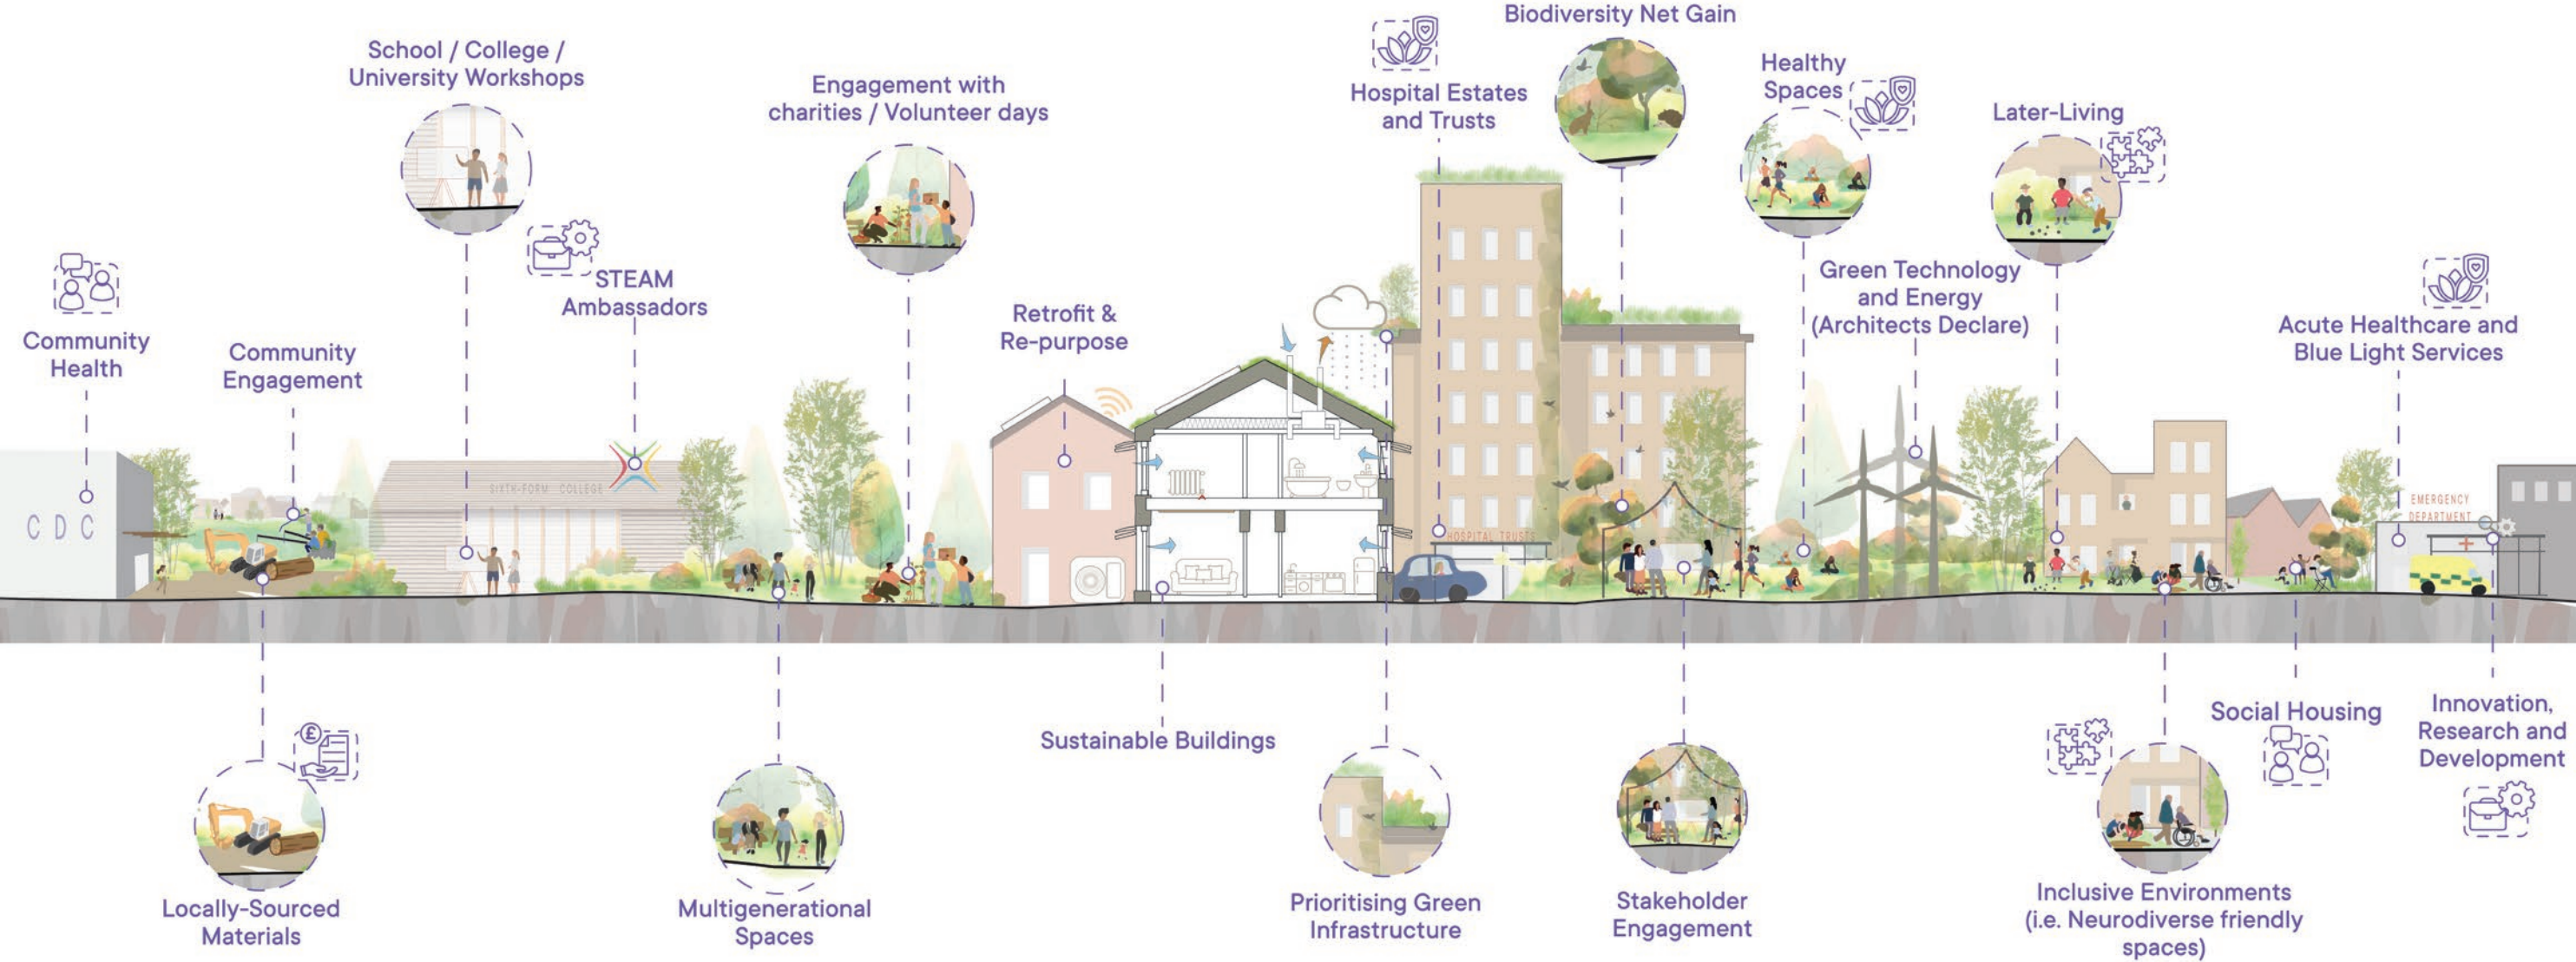 Biodiversity Net Gain
School / College /
University Workshops
Engagement with
charities / Volunteer days
Hospital Estates
and Trusts
Healthy
Spaces
Later-Living
STEAM
Ambassadors
Green Technology
and Energy
(Architects Declare)
Retrofit &
Re-purpose
Acute Healthcare and
Blue Light Services
Community
Health
Community
Engagement
SIXTH-FORM COLLEGE
CDC
HOSPITAL TRUSTS
EMERGENCY
DEPARTMENT
£
Sustainable Buildings
Social Housing
Innovation,
Research and
Development
Locally-Sourced
Materials
Multigenerational
Spaces
Prioritising Green
Infrastructure
Stakeholder
Engagement
Inclusive Environments
(i.e. Neurodiverse friendly
spaces)